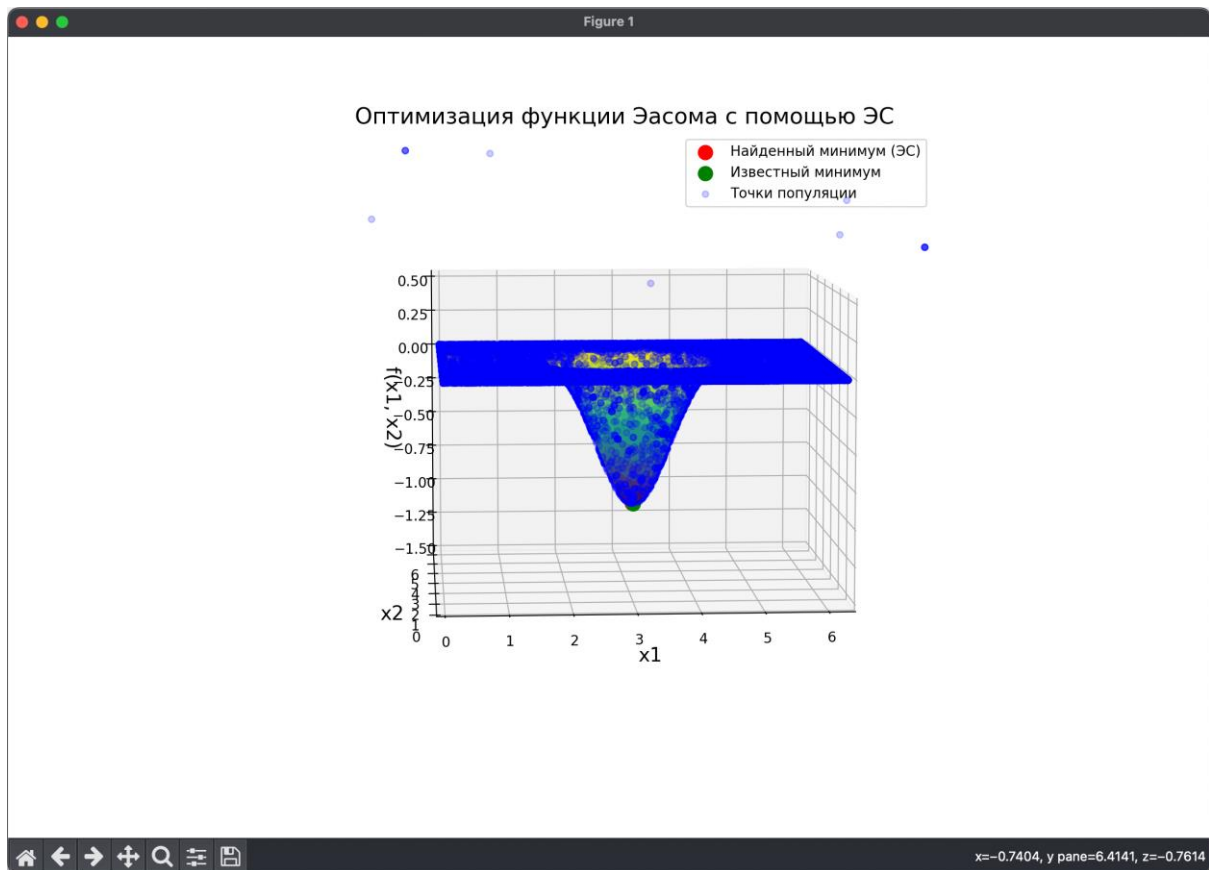 Figure 1
Оптимизация функции Эасома с помощью ЭС
Найденный минимум (ЭС)
Известный минимум
Точки популяции
0.50
0.25
0.00
−0.25
−0.50
−0.75
−1.00
−1.25
−1.50
f(x1, x2)
6
5
4
3
2
1
0
x2
0 1 2 3 4 5 6
x1
x=−0.7404, y pane=6.4141, z=−0.7614